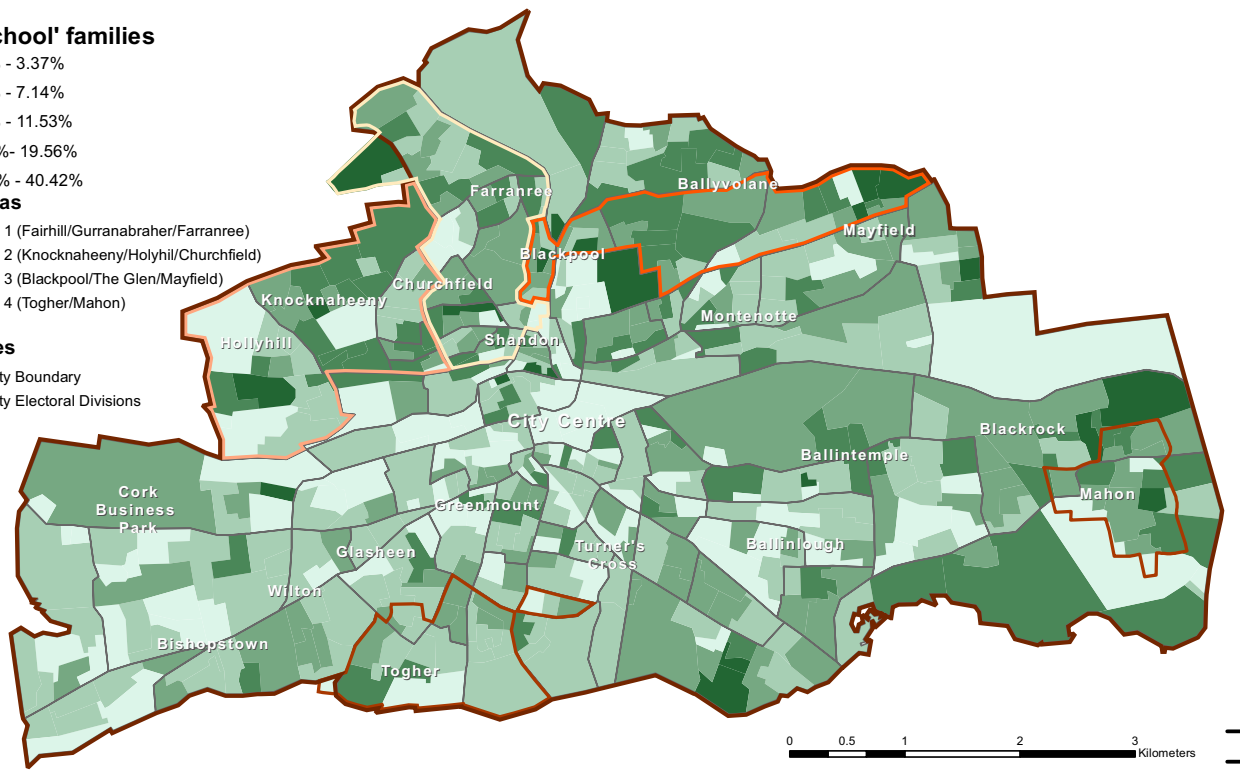 chool' families
- 3.37%
- 7.14%
- 11.53%
%- 19.56%
% - 40.42%
as
1 (Fairhill/Gurranabraher/Farranree)
2 (Knocknaheeny/Holyhil/Churchfield)
3 (Blackpool/The Glen/Mayfield)
4 (Togher/Mahon)
es
ty Boundary
ty Electoral Divisions
Farranree
Ballyvolane
Mayfield
Blackpool
Churchfield
Knocknaheeny
Montenotte
Hollyhill
Shandon
City Centre
Blackrock
Ballintemple
Cork
Business
Park
Mahon
Greenmount
Glasheen
Turner's
Cross
Ballinlough
Wilton
Bishopstown
Togher
0 0.5 1 2 3
Kilometers